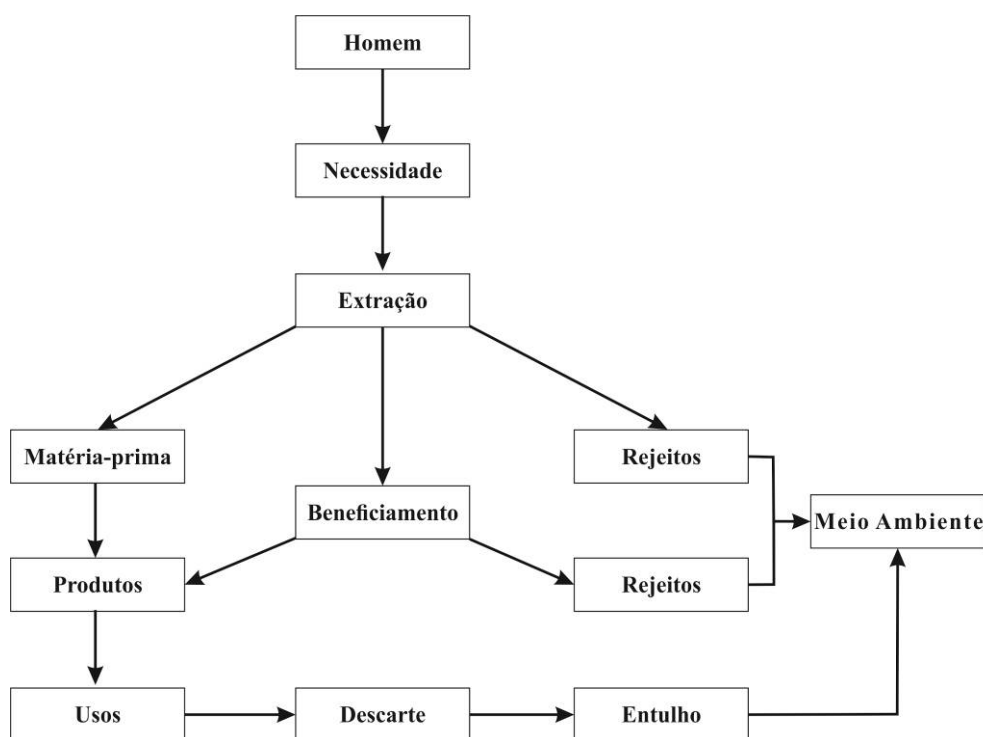 Homem
Necessidade
Extração
Matéria-prima
Rejeitos
Beneficiamento
Meio Ambiente
Produtos
Rejeitos
Usos
Descarte
Entulho